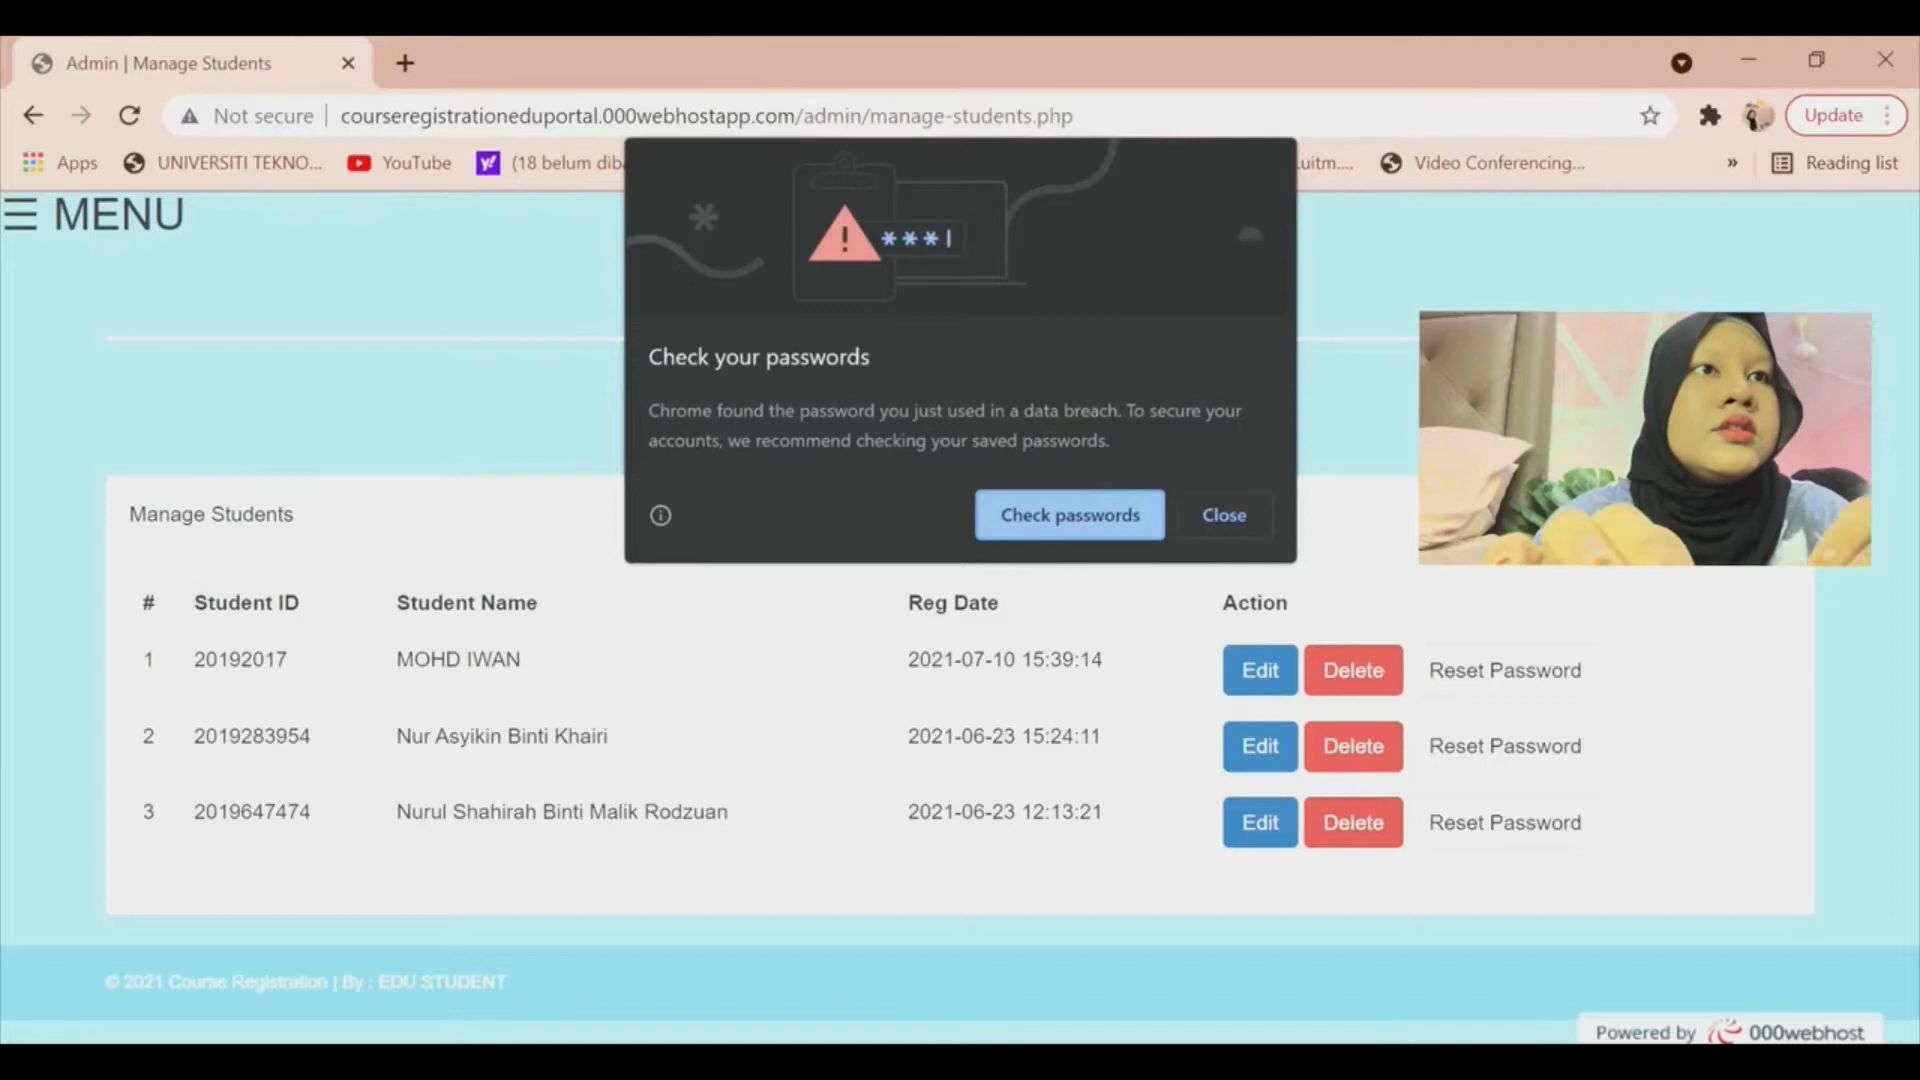 Admin | Manage Students
Not secure | courseregistrationeduportal.000webhostapp.com/admin/manage-students.php
Update
Apps
UNIVERSITI TEKNO...
YouTube
(18 belum dib
.uitm....
Video Conferencing...
»
Reading list
☰ MENU
***|
Check your passwords
Chrome found the password you just used in a data breach. To secure your
accounts, we recommend checking your saved passwords.
Check passwords
Close
Manage Students
# Student ID Student Name Reg Date Action
1 20192017 MOHD IWAN 2021-07-10 15:39:14 Edit Delete Reset Password
2 2019283954 Nur Asyikin Binti Khairi 2021-06-23 15:24:11 Edit Delete Reset Password
3 2019647474 Nurul Shahirah Binti Malik Rodzuan 2021-06-23 12:13:21 Edit Delete Reset Password
© 2021 Course Registration | By : EDU STUDENT
Powered by 000webhost